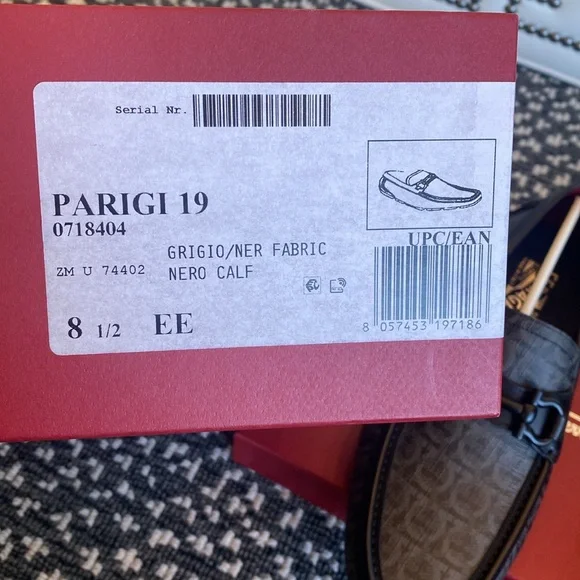 Serial Nr.
PARIGI 19
0718404
UPC/EAN
GRIGIO/NER FABRIC
ZM U 74402 NERO CALF
8 1/2 EE
8 057453 197186